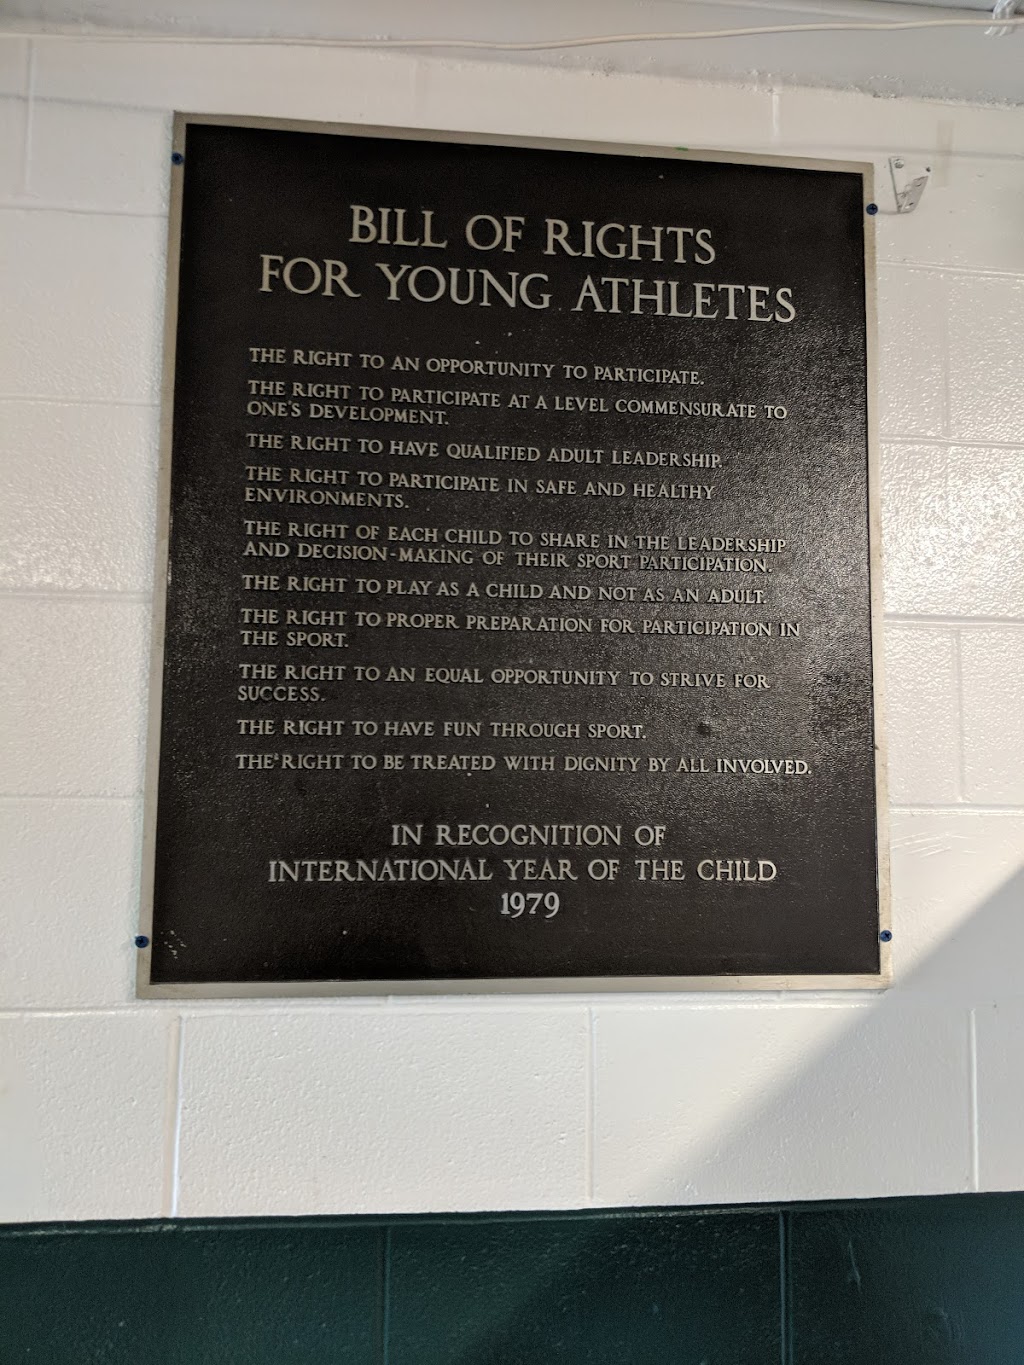 BILL OF RIGHTS
FOR YOUNG ATHLETES
THE RIGHT TO AN OPPORTUNITY TO PARTICIPATE.
THE RIGHT TO PARTICIPATE AT A LEVEL COMMENSURATE TO
ONE'S DEVELOPMENT.
THE RIGHT TO HAVE QUALIFIED ADULT LEADERSHIP.
THE RIGHT TO PARTICIPATE IN SAFE AND HEALTHY
ENVIRONMENTS.
THE RIGHT OF EACH CHILD TO SHARE IN THE LEADERSHIP
AND DECISION-MAKING OF THEIR SPORT PARTICIPATION.
THE RIGHT TO PLAY AS A CHILD AND NOT AS AN ADULT.
THE RIGHT TO PROPER PREPARATION FOR PARTICIPATION IN
THE SPORT.
THE RIGHT TO AN EQUAL OPPORTUNITY TO STRIVE FOR
SUCCESS.
THE RIGHT TO HAVE FUN THROUGH SPORT.
THE RIGHT TO BE TREATED WITH DIGNITY BY ALL INVOLVED.
IN RECOGNITION OF
INTERNATIONAL YEAR OF THE CHILD
1979